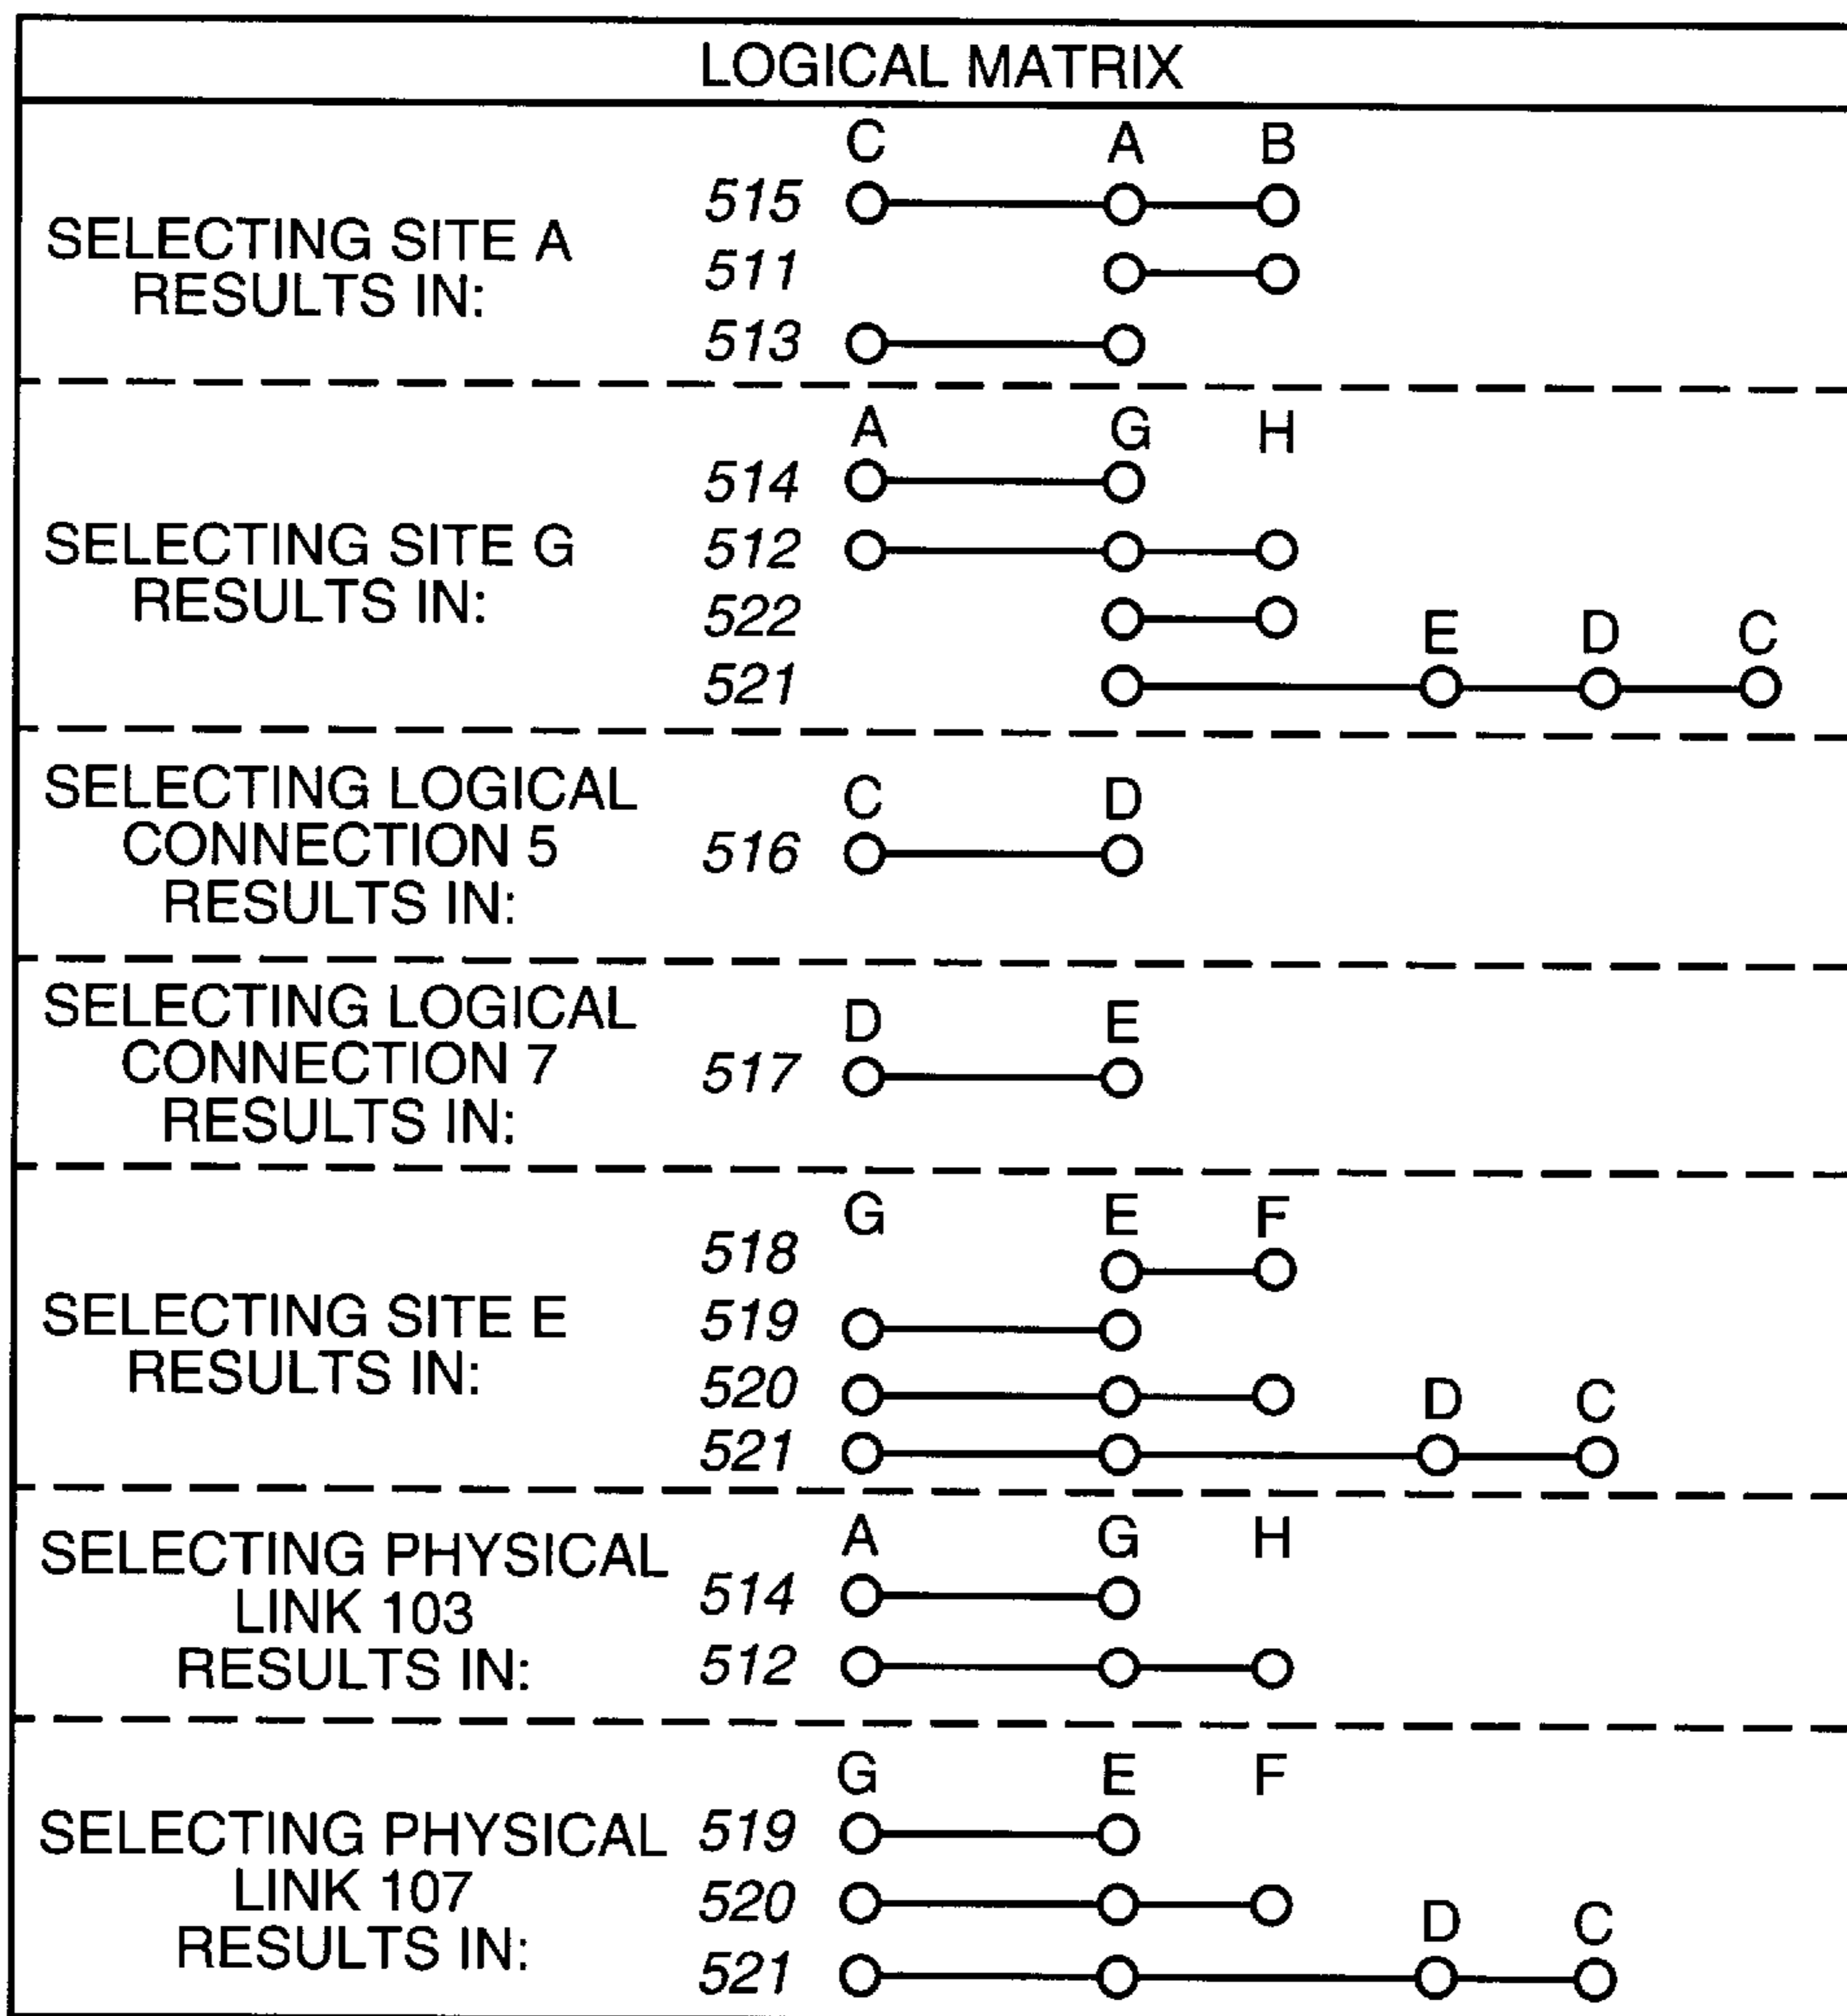 LOGICAL MATRIX
C A B
515
SELECTING SITE A
RESULTS IN:
511
513
A G H
514
SELECTING SITE G
RESULTS IN:
512
522
E D C
521
SELECTING LOGICAL
CONNECTION 5
RESULTS IN:
C D
516
SELECTING LOGICAL
CONNECTION 7
RESULTS IN:
D E
517
G E F
518
SELECTING SITE E
RESULTS IN:
519
520
D C
521
SELECTING PHYSICAL
LINK 103
RESULTS IN:
A G H
514
512
G E F
SELECTING PHYSICAL
LINK 107
RESULTS IN:
519
520
D C
521